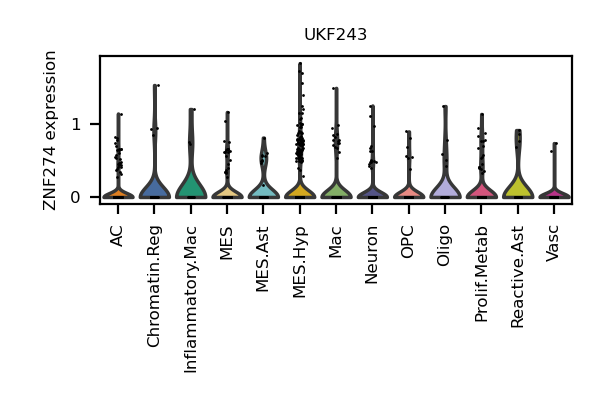 UKF243
ZNF274 expression
1
0
AC
Chromatin.Reg
Inflammatory.Mac
MES
MES.Ast
MES.Hyp
Mac
Neuron
OPC
Oligo
Prolif.Metab
Reactive.Ast
Vasc